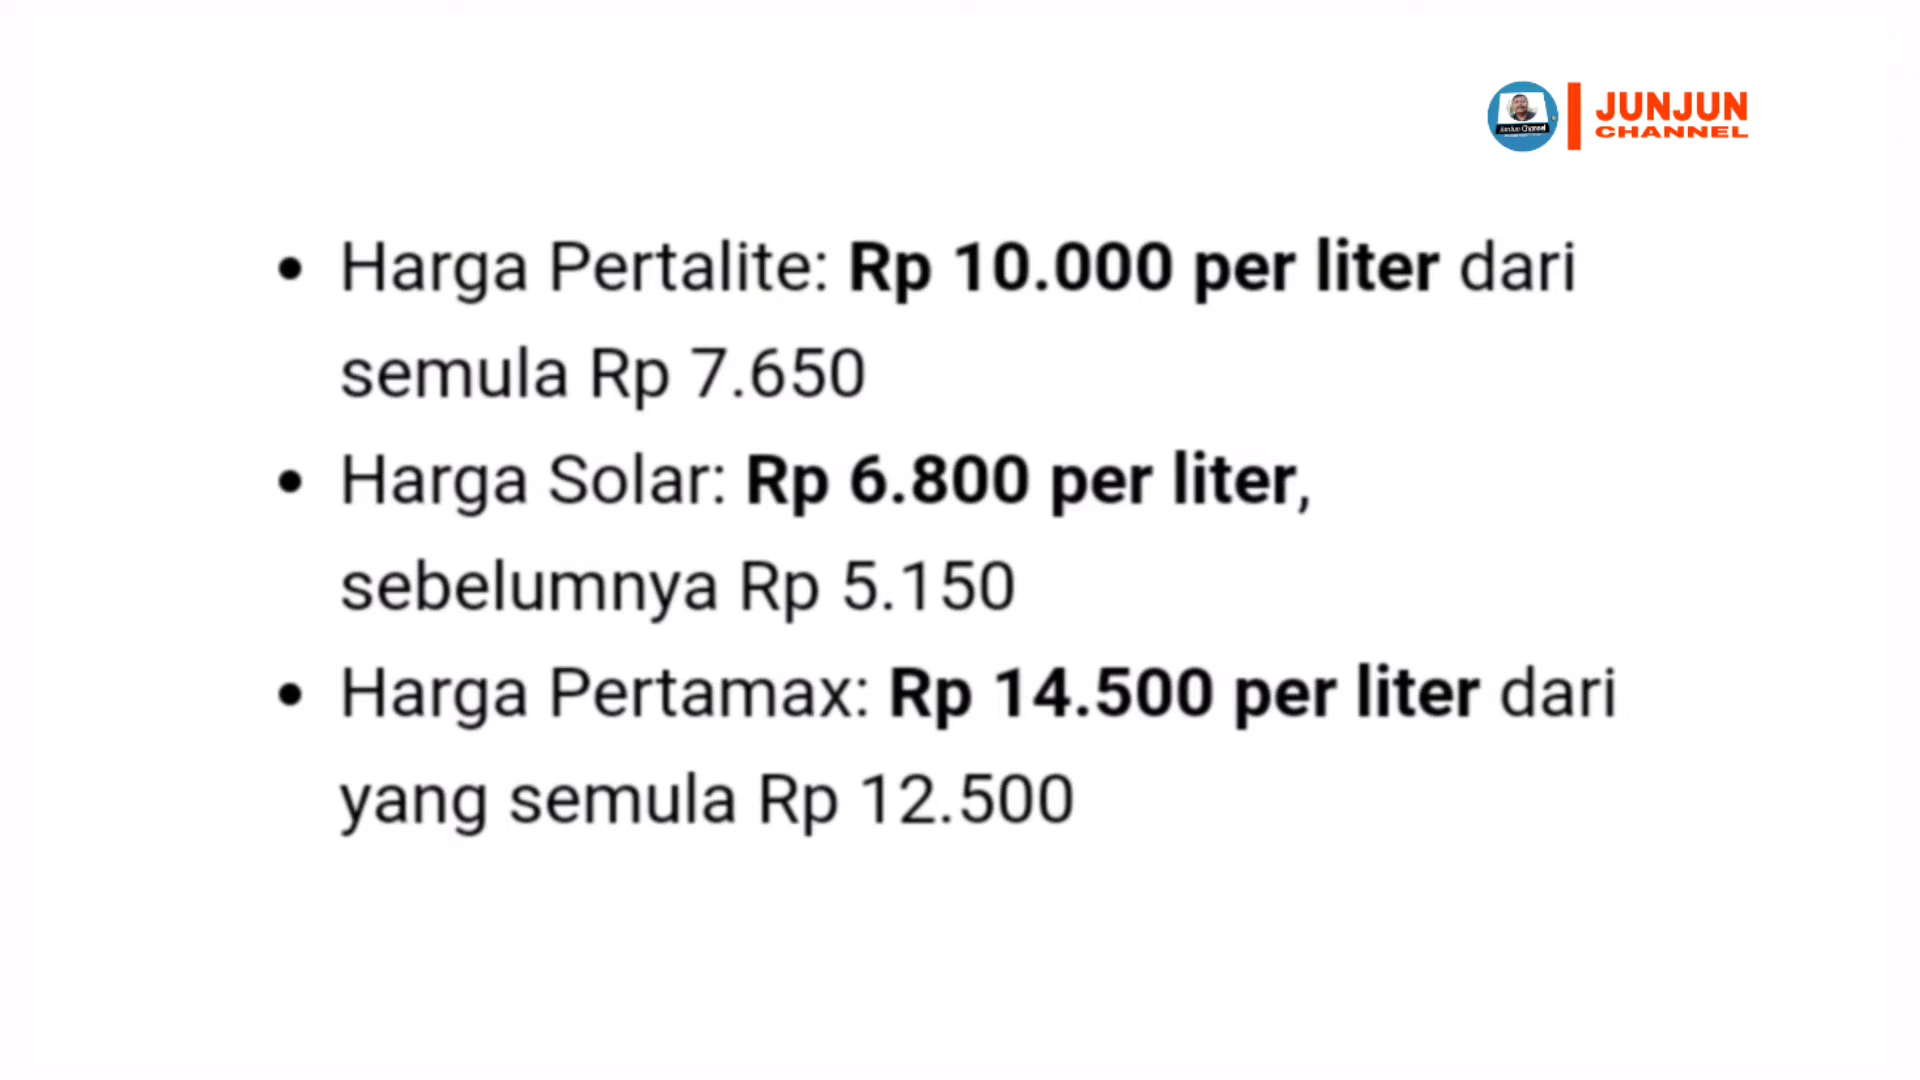 JUNJUN
CHANNEL
JunJun Channel
• Harga Pertalite: Rp 10.000 per liter dari
semula Rp 7.650
• Harga Solar: Rp 6.800 per liter,
sebelumnya Rp 5.150
• Harga Pertamax: Rp 14.500 per liter dari
yang semula Rp 12.500